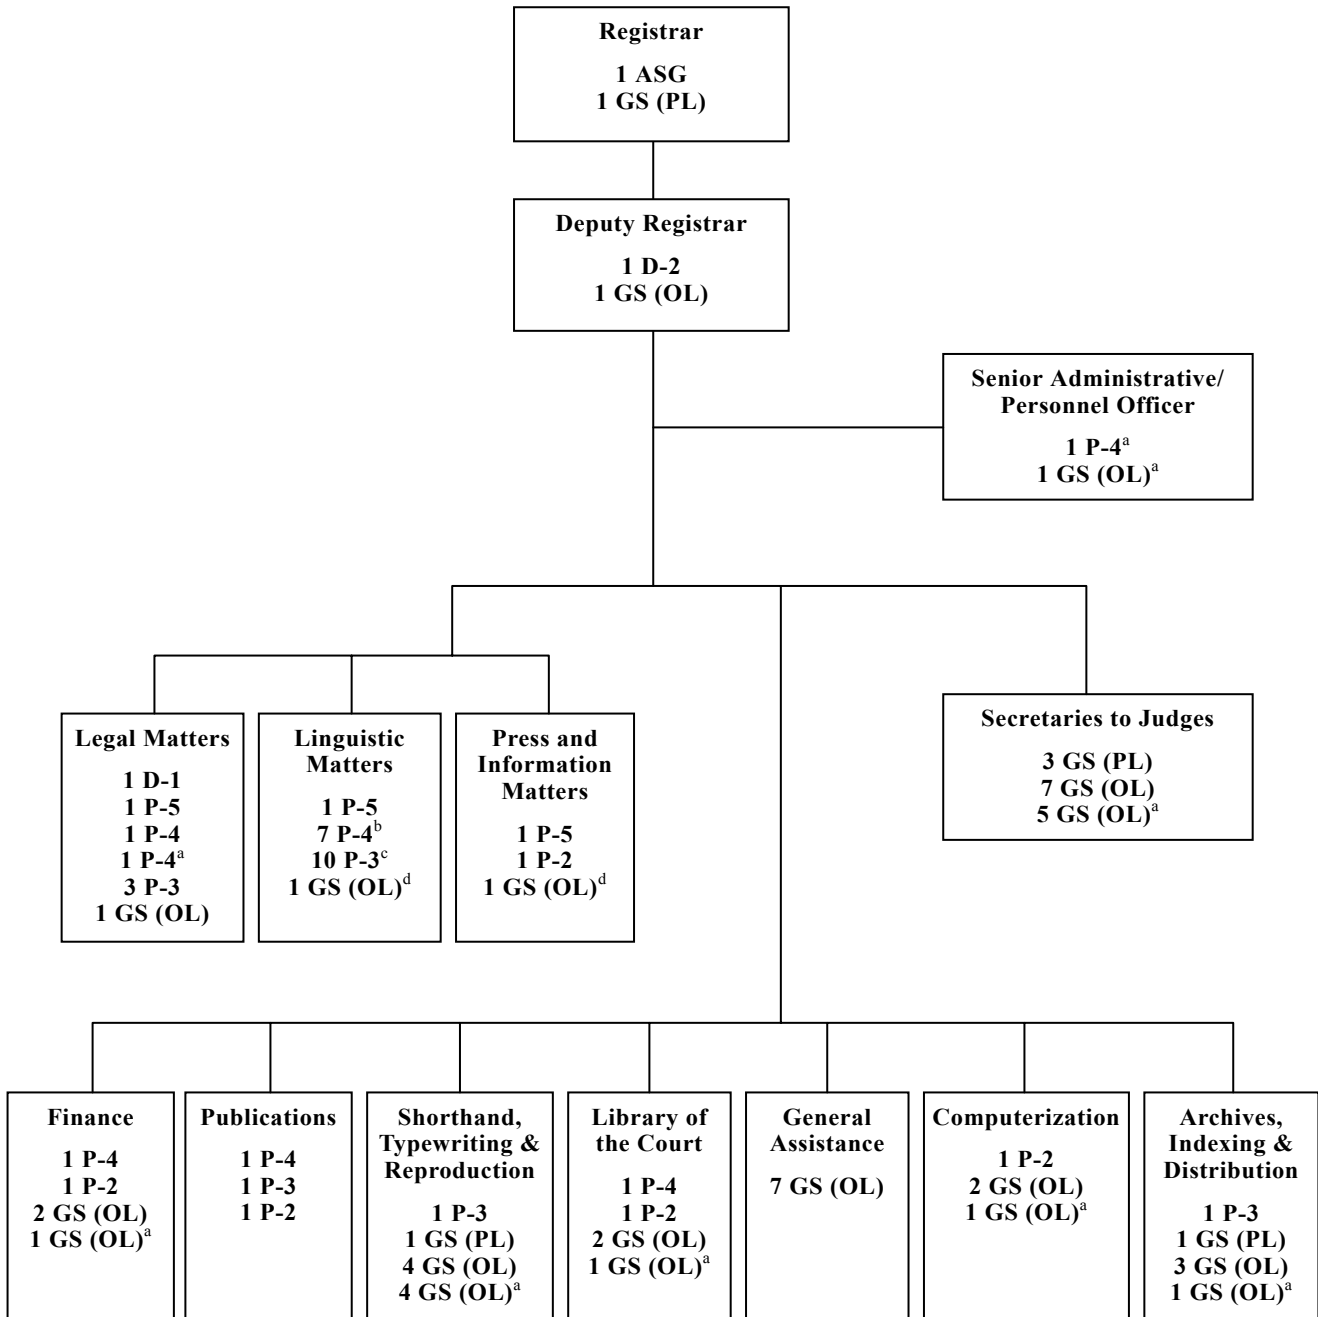 Registrar
1 ASG
1 GS (PL)
Deputy Registrar
1 D-2
1 GS (OL)
Senior Administrative/
Personnel Officer
1 P-4a
1 GS (OL)a
Legal Matters
1 D-1
1 P-5
1 P-4
1 P-4a
3 P-3
1 GS (OL)
Linguistic
Matters
1 P-5
7 P-4b
10 P-3c
1 GS (OL)d
Press and
Information
Matters
1 P-5
1 P-2
1 GS (OL)d
Secretaries to Judges
3 GS (PL)
7 GS (OL)
5 GS (OL)a
Finance
1 P-4
1 P-2
2 GS (OL)
1 GS (OL)a
Publications
1 P-4
1 P-3
1 P-2
Shorthand,
Typewriting &
Reproduction
1 P-3
1 GS (PL)
4 GS (OL)
4 GS (OL)a
Library of
the Court
1 P-4
1 P-2
2 GS (OL)
1 GS (OL)a
General
Assistance
7 GS (OL)
Computerization
1 P-2
2 GS (OL)
1 GS (OL)a
Archives,
Indexing &
Distribution
1 P-3
1 GS (PL)
3 GS (OL)
1 GS (OL)a